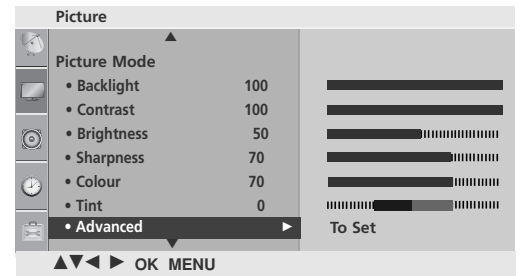 Picture
Picture Mode
• Backlight 100
• Contrast 100
• Brightness 50
• Sharpness 70
• Colour 70
• Tint 0
• Advanced To Set
OK MENU